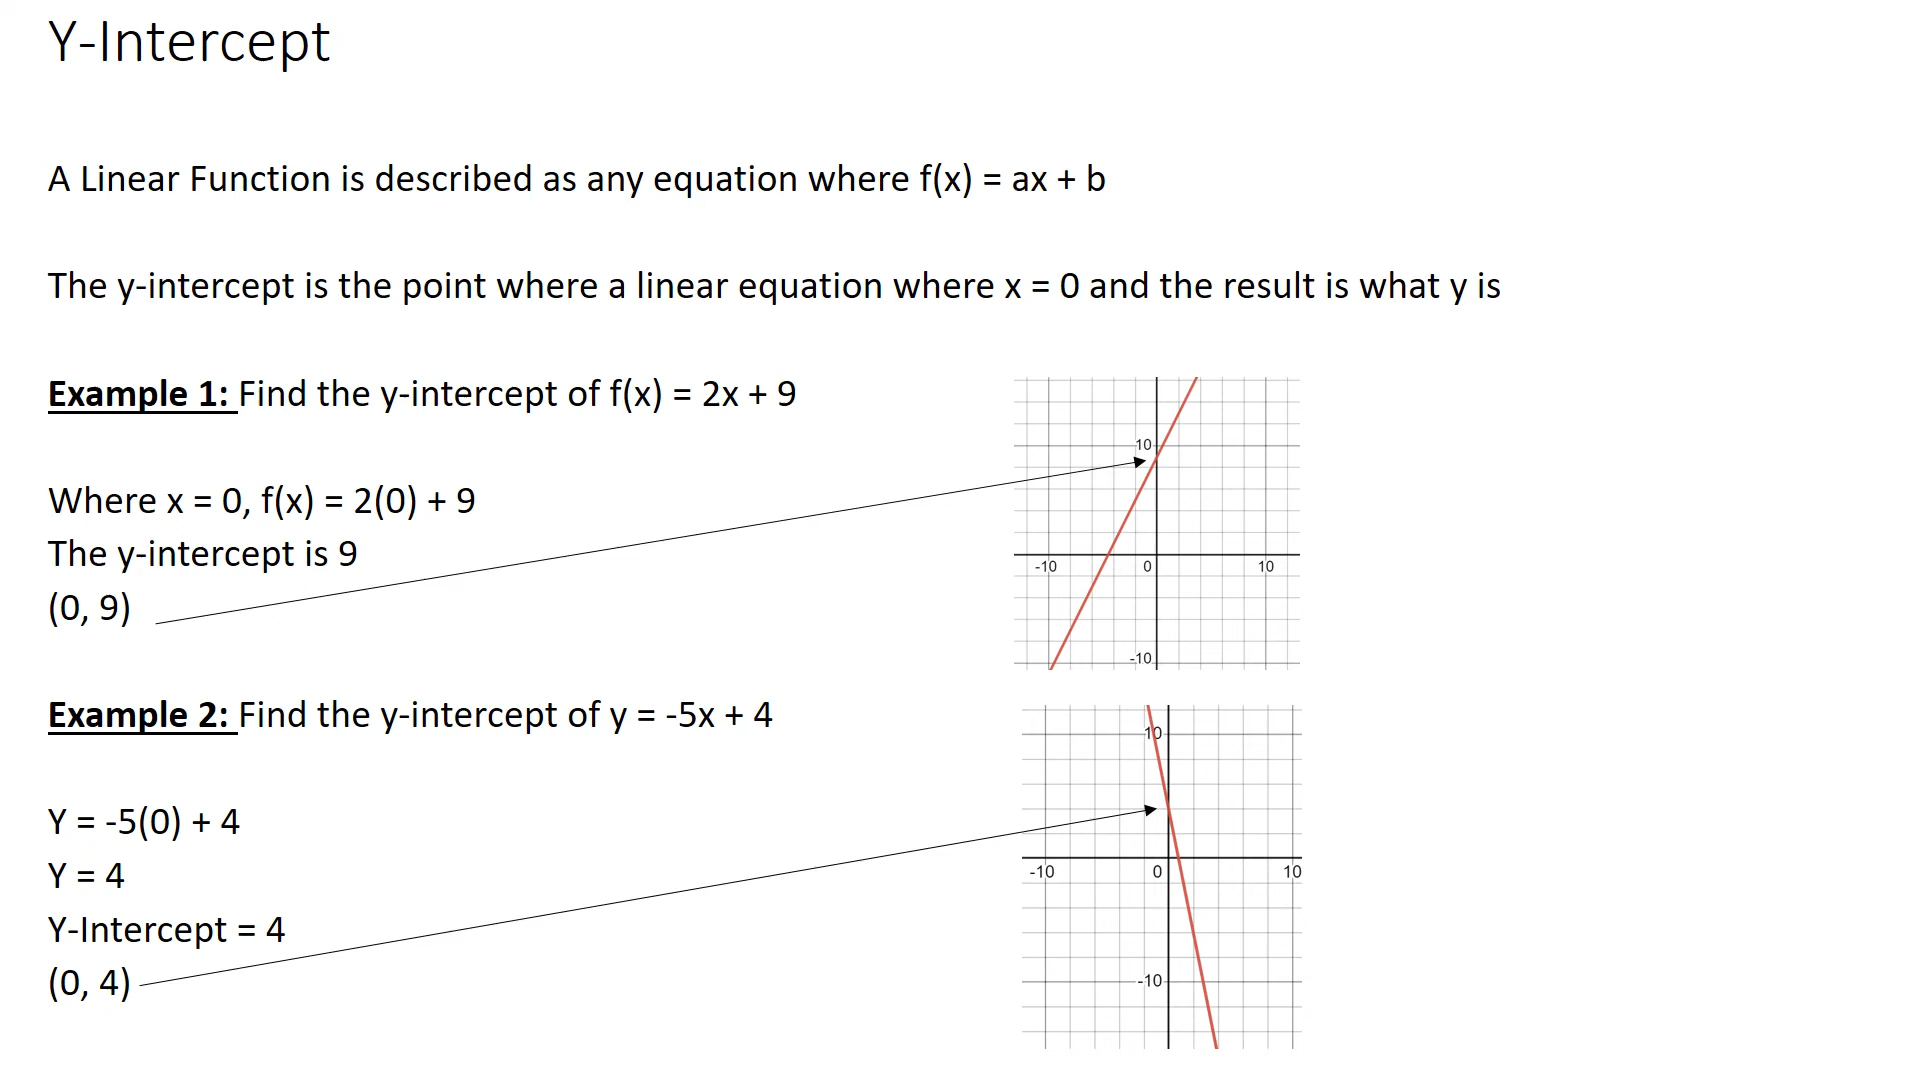 Y-Intercept
A Linear Function is described as any equation where f(x) = ax + b
The y-intercept is the point where a linear equation where x = 0 and the result is what y is
Example 1: Find the y-intercept of f(x) = 2x + 9
Where x = 0, f(x) = 2(0) + 9
The y-intercept is 9
(0, 9)
10
-10
0
10
-10
Example 2: Find the y-intercept of y = -5x + 4
Y = -5(0) + 4
Y = 4
Y-Intercept = 4
(0, 4)
10
-10
0
10
-10